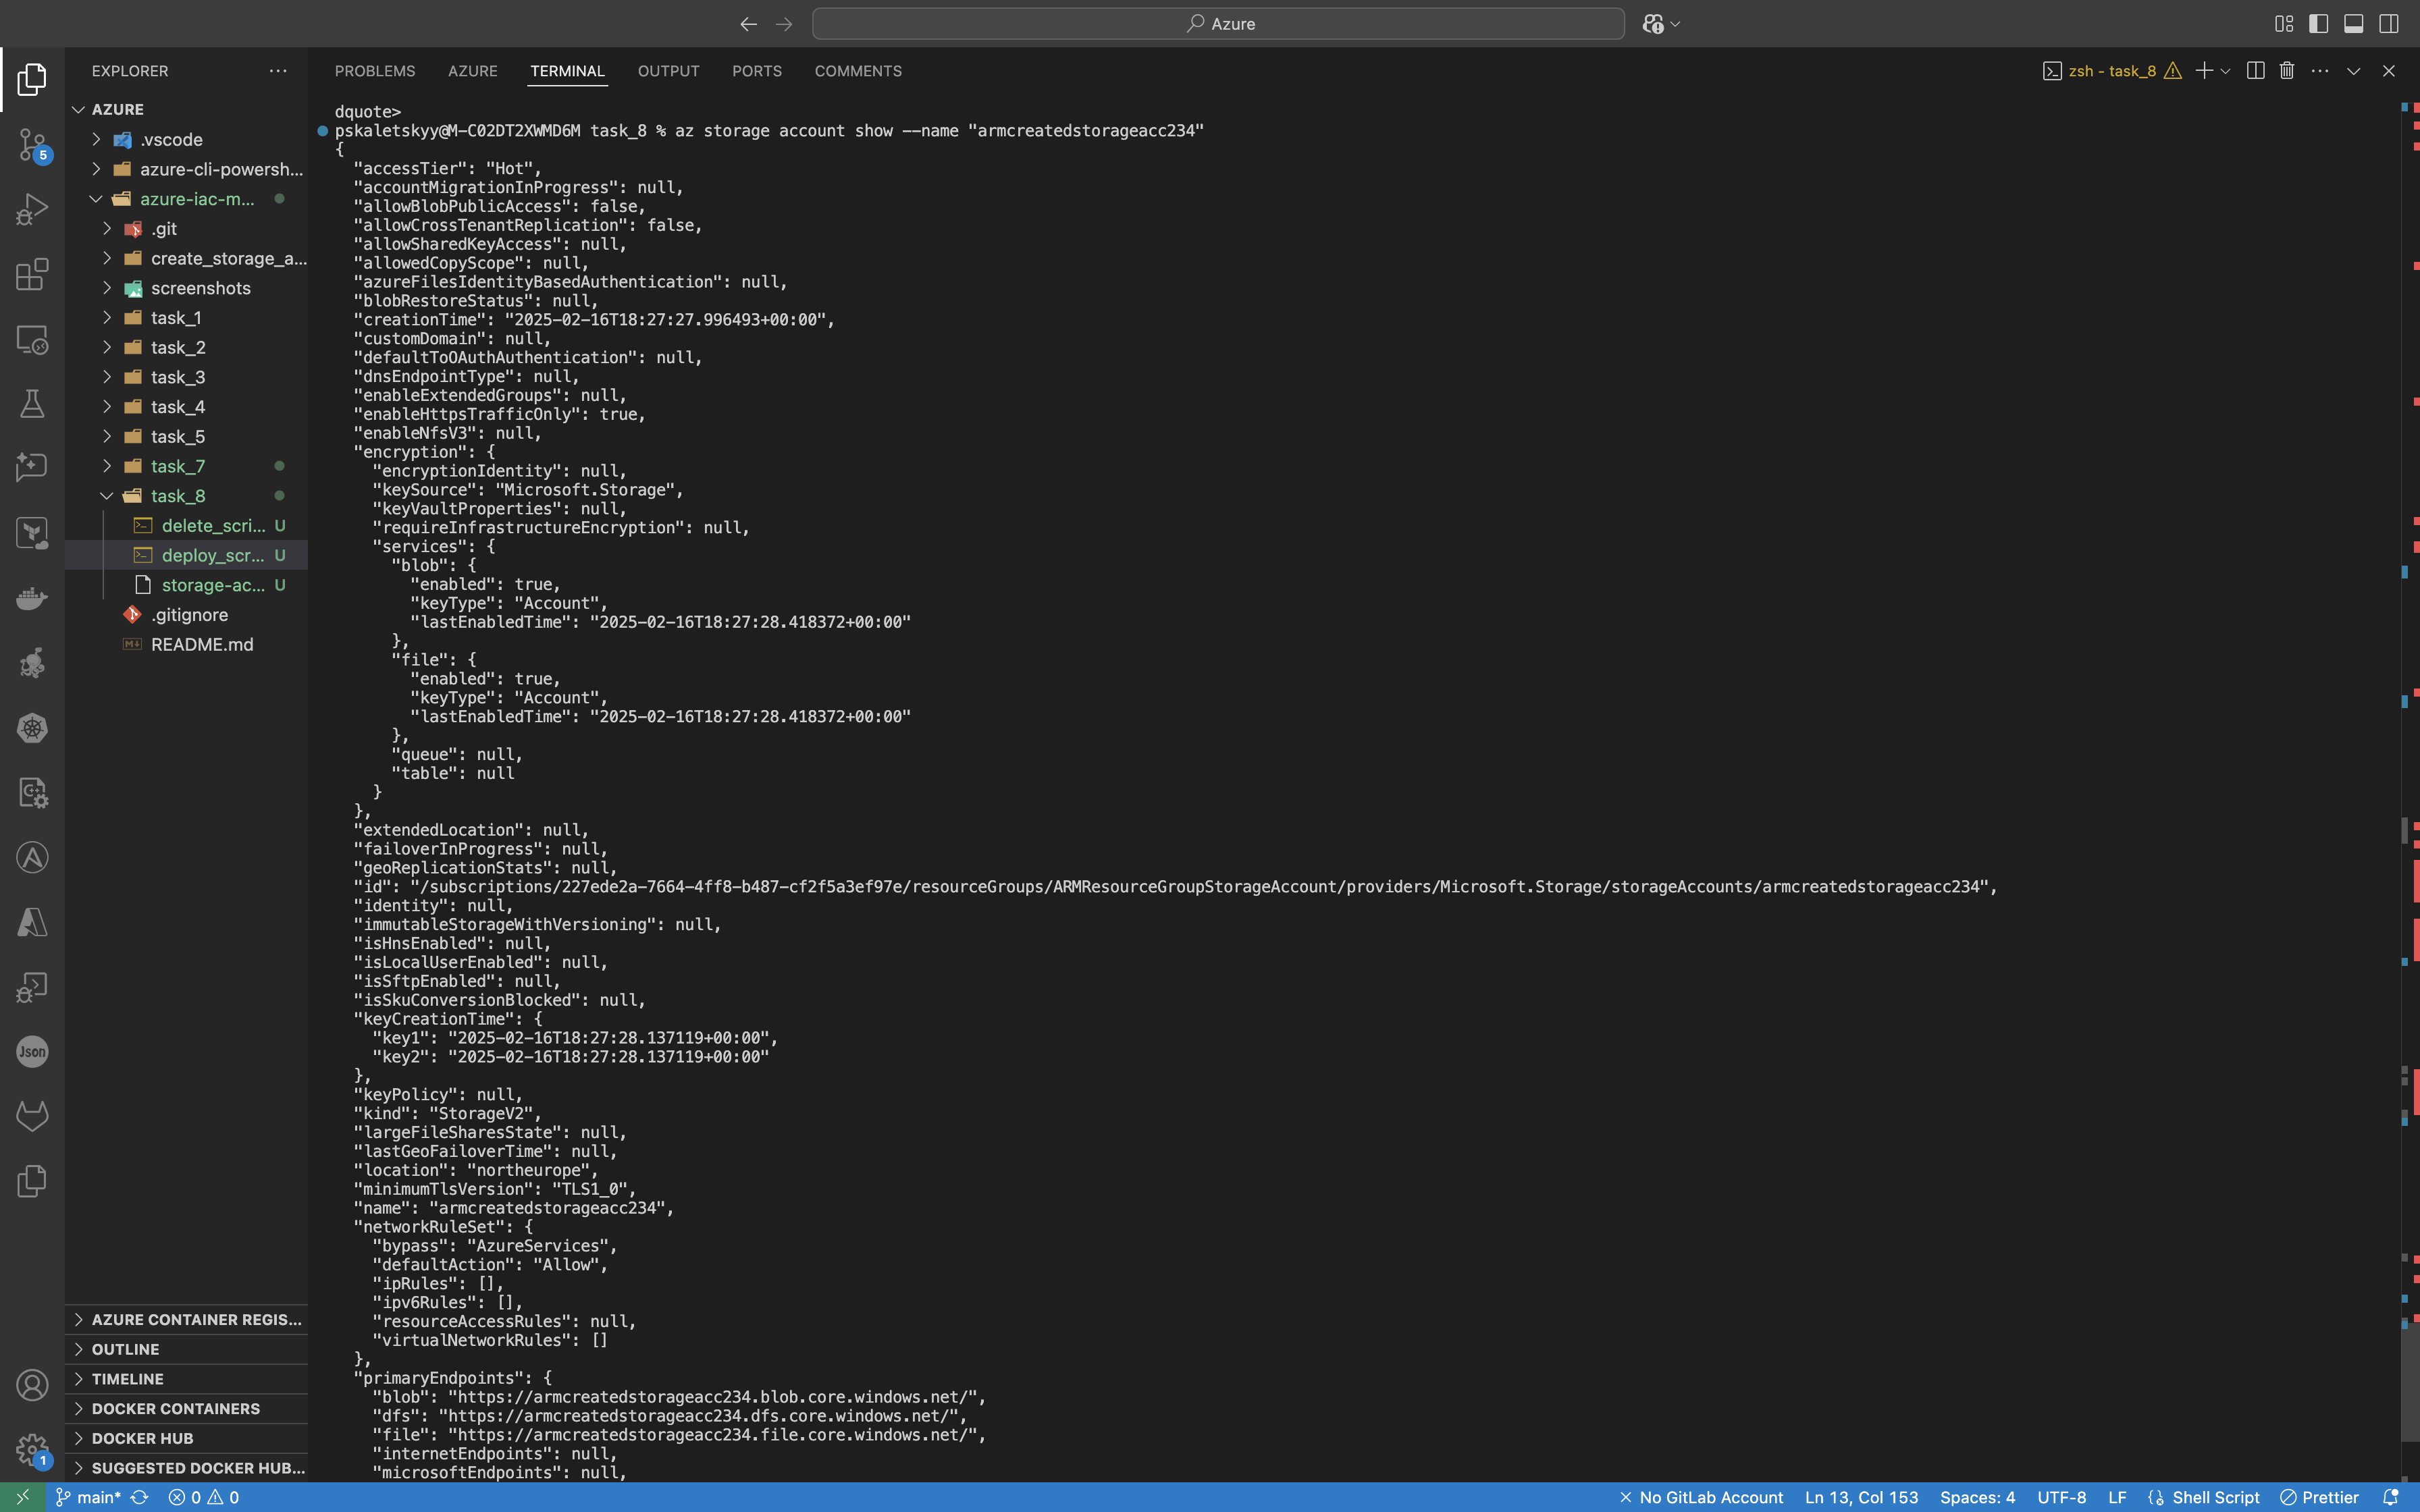 Azure
EXPLORER
PROBLEMS AZURE TERMINAL OUTPUT PORTS COMMENTS
zsh - task_8
AZURE
.vscode
azure-cli-powersh...
azure-iac-m...
.git
create_storage_a...
screenshots
task_1
task_2
task_3
task_4
task_5
task_7
task_8
delete_scri... U
deploy_scr... U
storage-ac... U
.gitignore
README.md
AZURE CONTAINER REGIS...
OUTLINE
TIMELINE
DOCKER CONTAINERS
DOCKER HUB
SUGGESTED DOCKER HUB...
5
Json
1
dquote>
pskaletskyy@M-C02DT2XWMD6M task_8 % az storage account show --name "armcreatedstorageacc234"
{
"accessTier": "Hot",
"accountMigrationInProgress": null,
"allowBlobPublicAccess": false,
"allowCrossTenantReplication": false,
"allowSharedKeyAccess": null,
"allowedCopyScope": null,
"azureFilesIdentityBasedAuthentication": null,
"blobRestoreStatus": null,
"creationTime": "2025-02-16T18:27:27.996493+00:00",
"customDomain": null,
"defaultToOAuthAuthentication": null,
"dnsEndpointType": null,
"enableExtendedGroups": null,
"enableHttpsTrafficOnly": true,
"enableNfsV3": null,
"encryption": {
"encryptionIdentity": null,
"keySource": "Microsoft.Storage",
"keyVaultProperties": null,
"requireInfrastructureEncryption": null,
"services": {
"blob": {
"enabled": true,
"keyType": "Account",
"lastEnabledTime": "2025-02-16T18:27:28.418372+00:00"
},
"file": {
"enabled": true,
"keyType": "Account",
"lastEnabledTime": "2025-02-16T18:27:28.418372+00:00"
},
"queue": null,
"table": null
}
},
"extendedLocation": null,
"failoverInProgress": null,
"geoReplicationStats": null,
"id": "/subscriptions/227ede2a-7664-4ff8-b487-cf2f5a3ef97e/resourceGroups/ARMResourceGroupStorageAccount/providers/Microsoft.Storage/storageAccounts/armcreatedstorageacc234",
"identity": null,
"immutableStorageWithVersioning": null,
"isHnsEnabled": null,
"isLocalUserEnabled": null,
"isSftpEnabled": null,
"isSkuConversionBlocked": null,
"keyCreationTime": {
"key1": "2025-02-16T18:27:28.137119+00:00",
"key2": "2025-02-16T18:27:28.137119+00:00"
},
"keyPolicy": null,
"kind": "StorageV2",
"largeFileSharesState": null,
"lastGeoFailoverTime": null,
"location": "northeurope",
"minimumTlsVersion": "TLS1_0",
"name": "armcreatedstorageacc234",
"networkRuleSet": {
"bypass": "AzureServices",
"defaultAction": "Allow",
"ipRules": [],
"ipv6Rules": [],
"resourceAccessRules": null,
"virtualNetworkRules": []
},
"primaryEndpoints": {
"blob": "https://armcreatedstorageacc234.blob.core.windows.net/",
"dfs": "https://armcreatedstorageacc234.dfs.core.windows.net/",
"file": "https://armcreatedstorageacc234.file.core.windows.net/",
"internetEndpoints": null,
"microsoftEndpoints": null,
main* 0 0 No GitLab Account Ln 13, Col 153 Spaces: 4 UTF-8 LF Shell Script Prettier